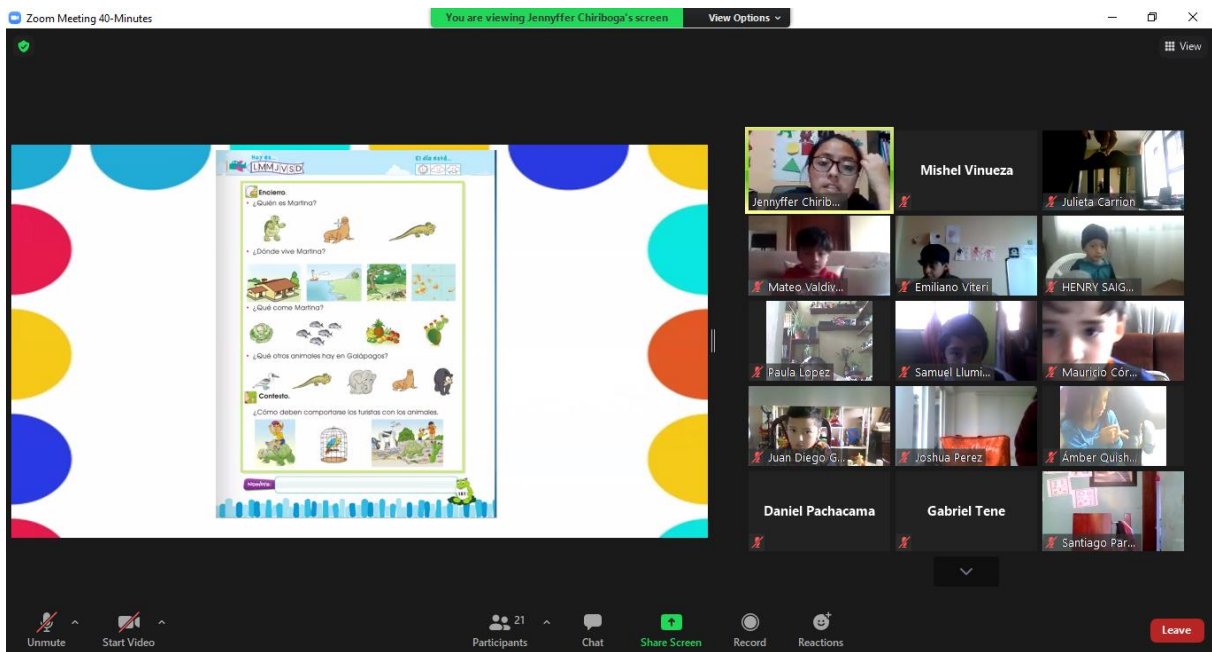 Zoom Meeting 40-Minutes
You are viewing Jennyffer Chiriboga's screen
View Options
View
Hoy es...
L M M J V S D
El día está...
Encierro.
• ¿Quién es Martina?
• ¿Dónde vive Martina?
• ¿Qué come Martina?
• ¿Qué otros animales hay en Galápagos?
Contesto.
¿Cómo deben comportarse los turistas con los animales.
Nombre:
161
Jennyffer Chirib...
Mishel Vinueza
Julieta Carrion
Mateo Valdiv...
Emiliano Viteri
HENRY SAIG...
Paula Lopez
Samuel Llumi...
Mauricio Cór...
Juan Diego G...
Joshua Perez
Ámber Quish...
Daniel Pachacama
Gabriel Tene
Santiago Par...
Unmute
Start Video
21
Participants
Chat
Share Screen
Record
Reactions
Leave